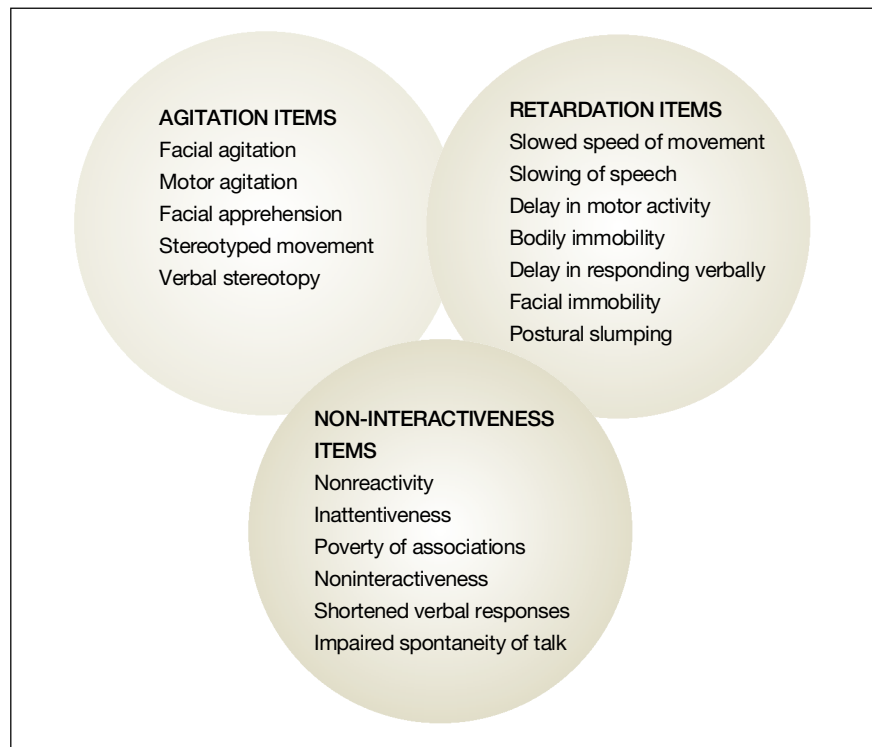 AGITATION ITEMS
Facial agitation
Motor agitation
Facial apprehension
Stereotyped movement
Verbal stereotopy
RETARDATION ITEMS
Slowed speed of movement
Slowing of speech
Delay in motor activity
Bodily immobility
Delay in responding verbally
Facial immobility
Postural slumping
NON-INTERACTIVENESS
ITEMS
Nonreactivity
Inattentiveness
Poverty of associations
Noninteractiveness
Shortened verbal responses
Impaired spontaneity of talk